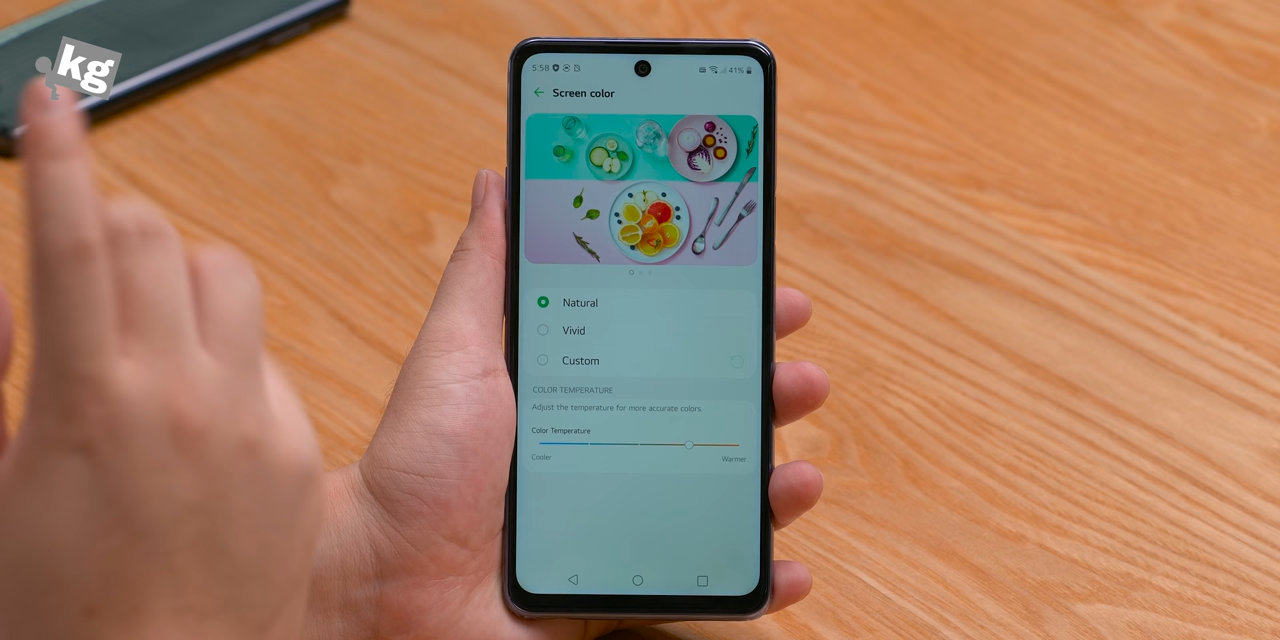 kg
5:58
41%
Screen color
Natural
Vivid
Custom
COLOR TEMPERATURE
Adjust the temperature for more accurate colors.
Color Temperature
Cooler
Warmer